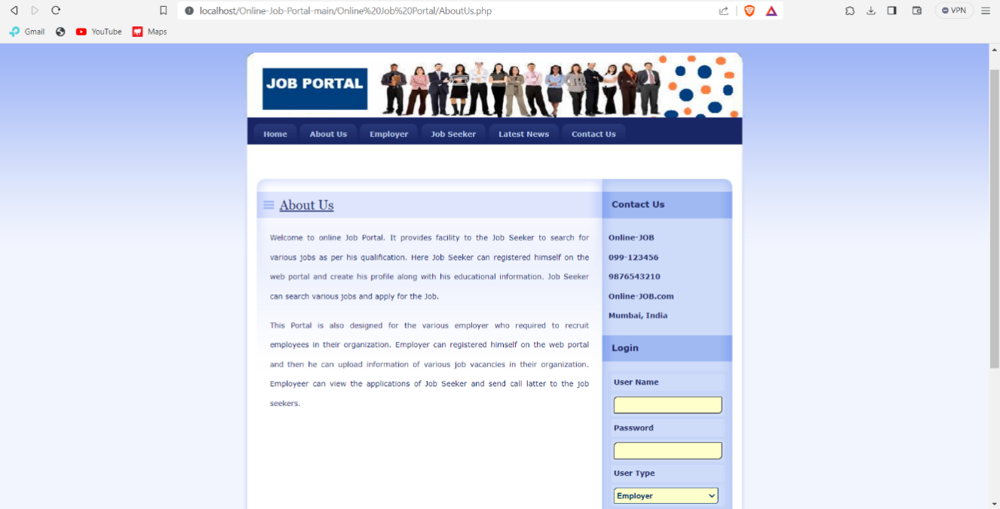 localhost/Online-Job-Portal-main/Online%20Job%20Portal/AboutUs.php
VPN
Gmail
YouTube
Maps
JOB PORTAL
Home
About Us
Employer
Job Seeker
Latest News
Contact Us
About Us
Welcome to online Job Portal. It provides facility to the Job Seeker to search for
various jobs as per his qualification. Here Job Seeker can registered himself on the
web portal and create his profile along with his educational information. Job Seeker
can search various jobs and apply for the Job.
This Portal is also designed for the various employer who required to recruit
employees in their organization. Employer can registered himself on the web portal
and then he can upload information of various job vacancies in their organization.
Employeer can view the applications of Job Seeker and send call latter to the job
seekers.
Contact Us
Online-JOB
099-123456
9876543210
Online-JOB.com
Mumbai, India
Login
User Name
Password
User Type
Employer